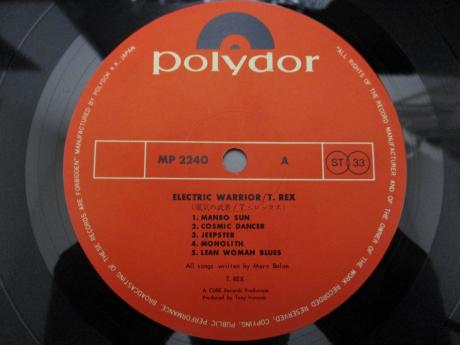 polydor
MP 2240 A ST 33
ELECTRIC WARRIOR/T. REX
(電気の武者/T・レックス)
1. MANBO SUN
2. COSMIC DANCER
3. JEEPSTER
4. MONOLITH
5. LEAN WOMAN BLUES
All songs written by Marc Bolan
T. REX
A CUBE Records Production
Produced by Tony Visconti
"ALL RIGHTS OF THE RECORD MANUFACTURER AND OF THE OWNER OF THE WORK RECORDED RESERVED, COPYING, PUBLIC PERFORMANCE, BROADCASTING OF THESE RECORDS ARE FORBIDDEN" MANUFACTURED BY POLYDOR K.K., JAPAN